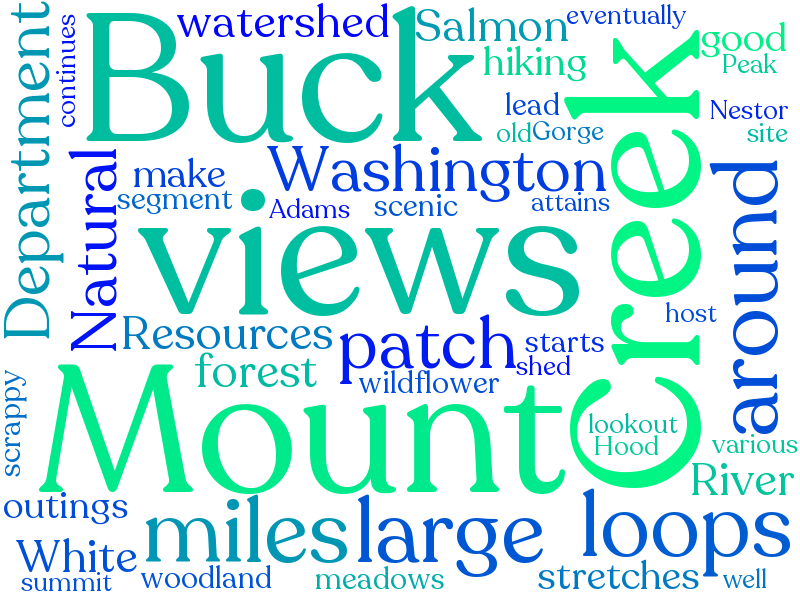 Department
continues
watershed
Salmon
eventually
Buck
hiking
good
Peak
lead
old
Gorge
Nestor
site
Creek
Natural
make
Washington
segment
Adams
scenic
attains
around
views
host
Resources
patch
starts
shed
forest
wildflower
Mount
scrappy
lookout
Hood
various
River
outings
miles
large
loops
White
summit
woodland
meadows
stretches
well